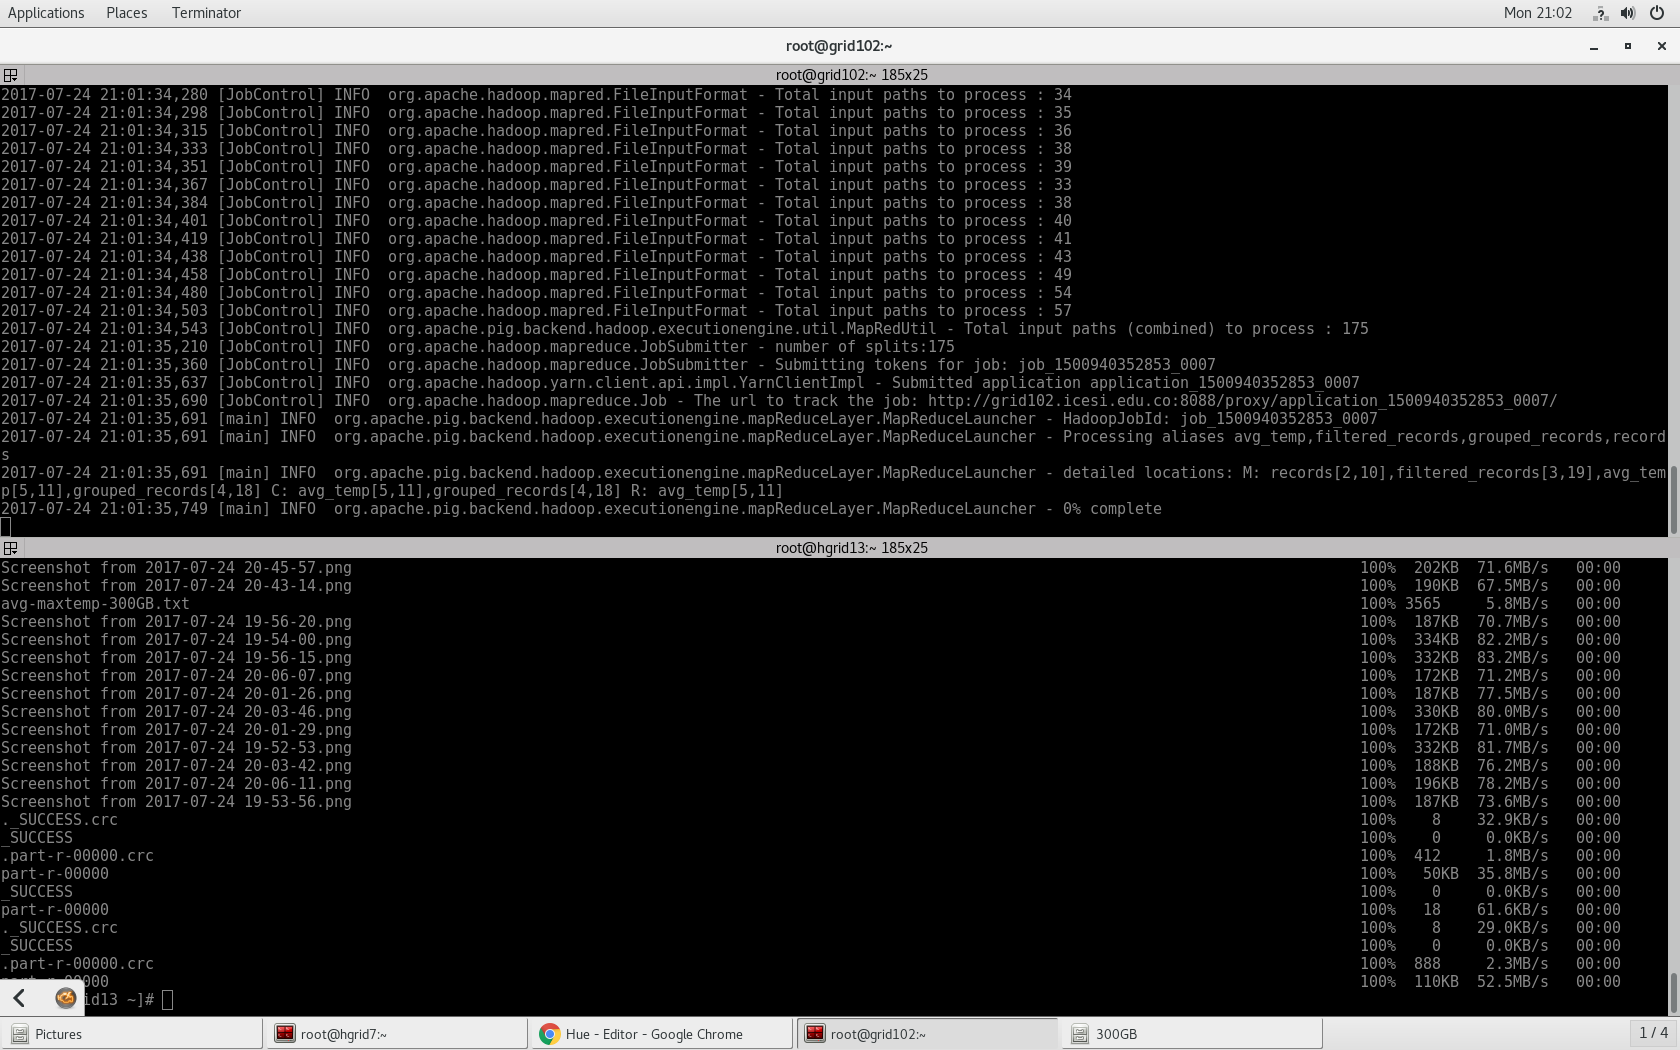 Applications Places Terminator Mon 21:02
root@grid102:~
root@grid102:~ 185x25
2017-07-24 21:01:34,280 [JobControl] INFO  org.apache.hadoop.mapred.FileInputFormat - Total input paths to process : 34
2017-07-24 21:01:34,298 [JobControl] INFO  org.apache.hadoop.mapred.FileInputFormat - Total input paths to process : 35
2017-07-24 21:01:34,315 [JobControl] INFO  org.apache.hadoop.mapred.FileInputFormat - Total input paths to process : 36
2017-07-24 21:01:34,333 [JobControl] INFO  org.apache.hadoop.mapred.FileInputFormat - Total input paths to process : 38
2017-07-24 21:01:34,351 [JobControl] INFO  org.apache.hadoop.mapred.FileInputFormat - Total input paths to process : 39
2017-07-24 21:01:34,367 [JobControl] INFO  org.apache.hadoop.mapred.FileInputFormat - Total input paths to process : 33
2017-07-24 21:01:34,384 [JobControl] INFO  org.apache.hadoop.mapred.FileInputFormat - Total input paths to process : 38
2017-07-24 21:01:34,401 [JobControl] INFO  org.apache.hadoop.mapred.FileInputFormat - Total input paths to process : 40
2017-07-24 21:01:34,419 [JobControl] INFO  org.apache.hadoop.mapred.FileInputFormat - Total input paths to process : 41
2017-07-24 21:01:34,438 [JobControl] INFO  org.apache.hadoop.mapred.FileInputFormat - Total input paths to process : 43
2017-07-24 21:01:34,458 [JobControl] INFO  org.apache.hadoop.mapred.FileInputFormat - Total input paths to process : 49
2017-07-24 21:01:34,480 [JobControl] INFO  org.apache.hadoop.mapred.FileInputFormat - Total input paths to process : 54
2017-07-24 21:01:34,503 [JobControl] INFO  org.apache.hadoop.mapred.FileInputFormat - Total input paths to process : 57
2017-07-24 21:01:34,543 [JobControl] INFO  org.apache.pig.backend.hadoop.executionengine.util.MapRedUtil - Total input paths (combined) to process : 175
2017-07-24 21:01:35,210 [JobControl] INFO  org.apache.hadoop.mapreduce.JobSubmitter - number of splits:175
2017-07-24 21:01:35,360 [JobControl] INFO  org.apache.hadoop.mapreduce.JobSubmitter - Submitting tokens for job: job_1500940352853_0007
2017-07-24 21:01:35,637 [JobControl] INFO  org.apache.hadoop.yarn.client.api.impl.YarnClientImpl - Submitted application application_1500940352853_0007
2017-07-24 21:01:35,690 [JobControl] INFO  org.apache.hadoop.mapreduce.Job - The url to track the job: http://grid102.icesi.edu.co:8088/proxy/application_1500940352853_0007/
2017-07-24 21:01:35,691 [main] INFO  org.apache.pig.backend.hadoop.executionengine.mapReduceLayer.MapReduceLauncher - HadoopJobId: job_1500940352853_0007
2017-07-24 21:01:35,691 [main] INFO  org.apache.pig.backend.hadoop.executionengine.mapReduceLayer.MapReduceLauncher - Processing aliases avg_temp,filtered_records,grouped_records,record
s
2017-07-24 21:01:35,691 [main] INFO  org.apache.pig.backend.hadoop.executionengine.mapReduceLayer.MapReduceLauncher - detailed locations: M: records[2,10],filtered_records[3,19],avg_tem
p[5,11],grouped_records[4,18] C: avg_temp[5,11],grouped_records[4,18] R: avg_temp[5,11]
2017-07-24 21:01:35,749 [main] INFO  org.apache.pig.backend.hadoop.executionengine.mapReduceLayer.MapReduceLauncher - 0% complete
root@hgrid13:~ 185x25
Screenshot from 2017-07-24 20-45-57.png 100% 202KB 71.6MB/s 00:00
Screenshot from 2017-07-24 20-43-14.png 100% 190KB 67.5MB/s 00:00
avg-maxtemp-300GB.txt 100% 3565 5.8MB/s 00:00
Screenshot from 2017-07-24 19-56-20.png 100% 187KB 70.7MB/s 00:00
Screenshot from 2017-07-24 19-54-00.png 100% 334KB 82.2MB/s 00:00
Screenshot from 2017-07-24 19-56-15.png 100% 332KB 83.2MB/s 00:00
Screenshot from 2017-07-24 20-06-07.png 100% 172KB 71.2MB/s 00:00
Screenshot from 2017-07-24 20-01-26.png 100% 187KB 77.5MB/s 00:00
Screenshot from 2017-07-24 20-03-46.png 100% 330KB 80.0MB/s 00:00
Screenshot from 2017-07-24 20-01-29.png 100% 172KB 71.0MB/s 00:00
Screenshot from 2017-07-24 19-52-53.png 100% 332KB 81.7MB/s 00:00
Screenshot from 2017-07-24 20-03-42.png 100% 188KB 76.2MB/s 00:00
Screenshot from 2017-07-24 20-06-11.png 100% 196KB 78.2MB/s 00:00
Screenshot from 2017-07-24 19-53-56.png 100% 187KB 73.6MB/s 00:00
._SUCCESS.crc 100% 8 32.9KB/s 00:00
_SUCCESS 100% 0 0.0KB/s 00:00
.part-r-00000.crc 100% 412 1.8MB/s 00:00
part-r-00000 100% 50KB 35.8MB/s 00:00
_SUCCESS 100% 0 0.0KB/s 00:00
part-r-00000 100% 18 61.6KB/s 00:00
._SUCCESS.crc 100% 8 29.0KB/s 00:00
_SUCCESS 100% 0 0.0KB/s 00:00
.part-r-00000.crc 100% 888 2.3MB/s 00:00
part-r-00000 100% 110KB 52.5MB/s 00:00
id13 ~]#
Pictures root@hgrid7:~ Hue - Editor - Google Chrome root@grid102:~ 300GB 1 / 4